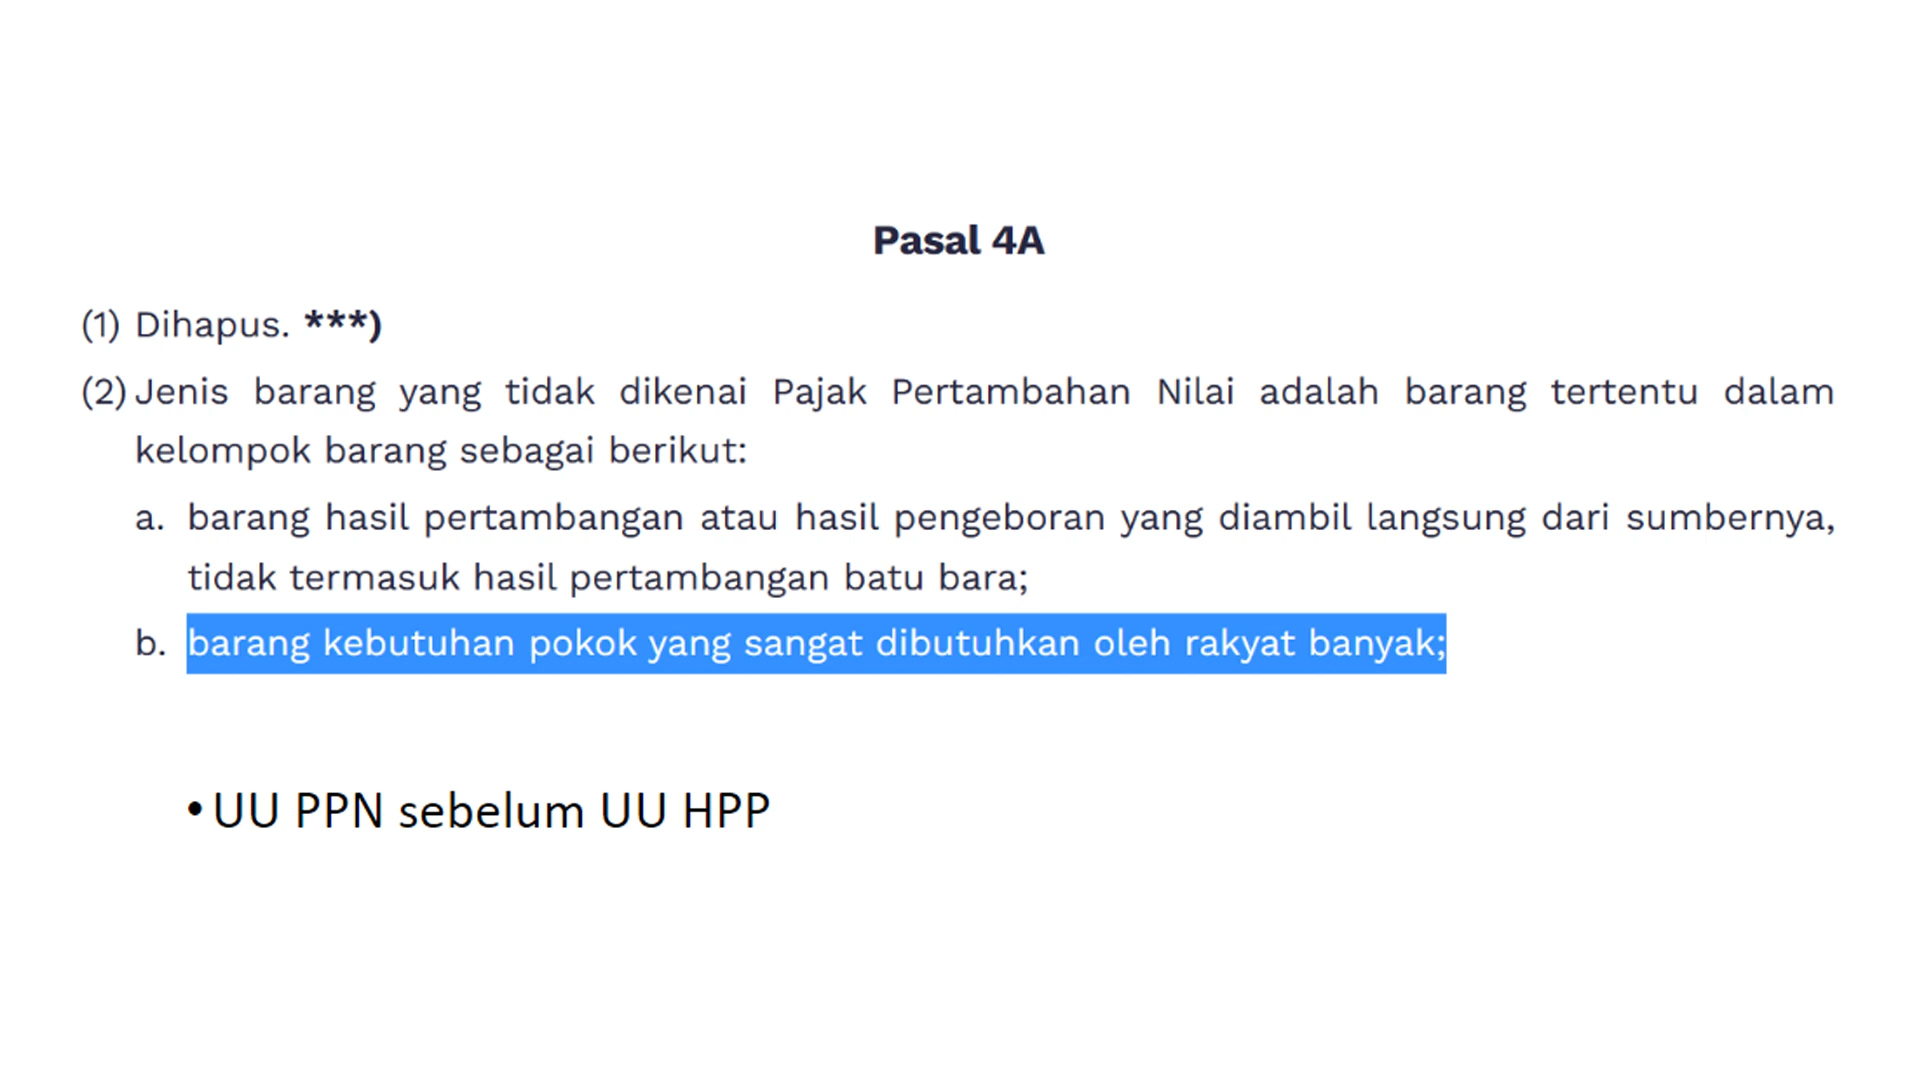 Pasal 4A
(1) Dihapus. ***)
(2) Jenis barang yang tidak dikenai Pajak Pertambahan Nilai adalah barang tertentu dalam
kelompok barang sebagai berikut:
a. barang hasil pertambangan atau hasil pengeboran yang diambil langsung dari sumbernya,
tidak termasuk hasil pertambangan batu bara;
b. barang kebutuhan pokok yang sangat dibutuhkan oleh rakyat banyak;
• UU PPN sebelum UU HPP